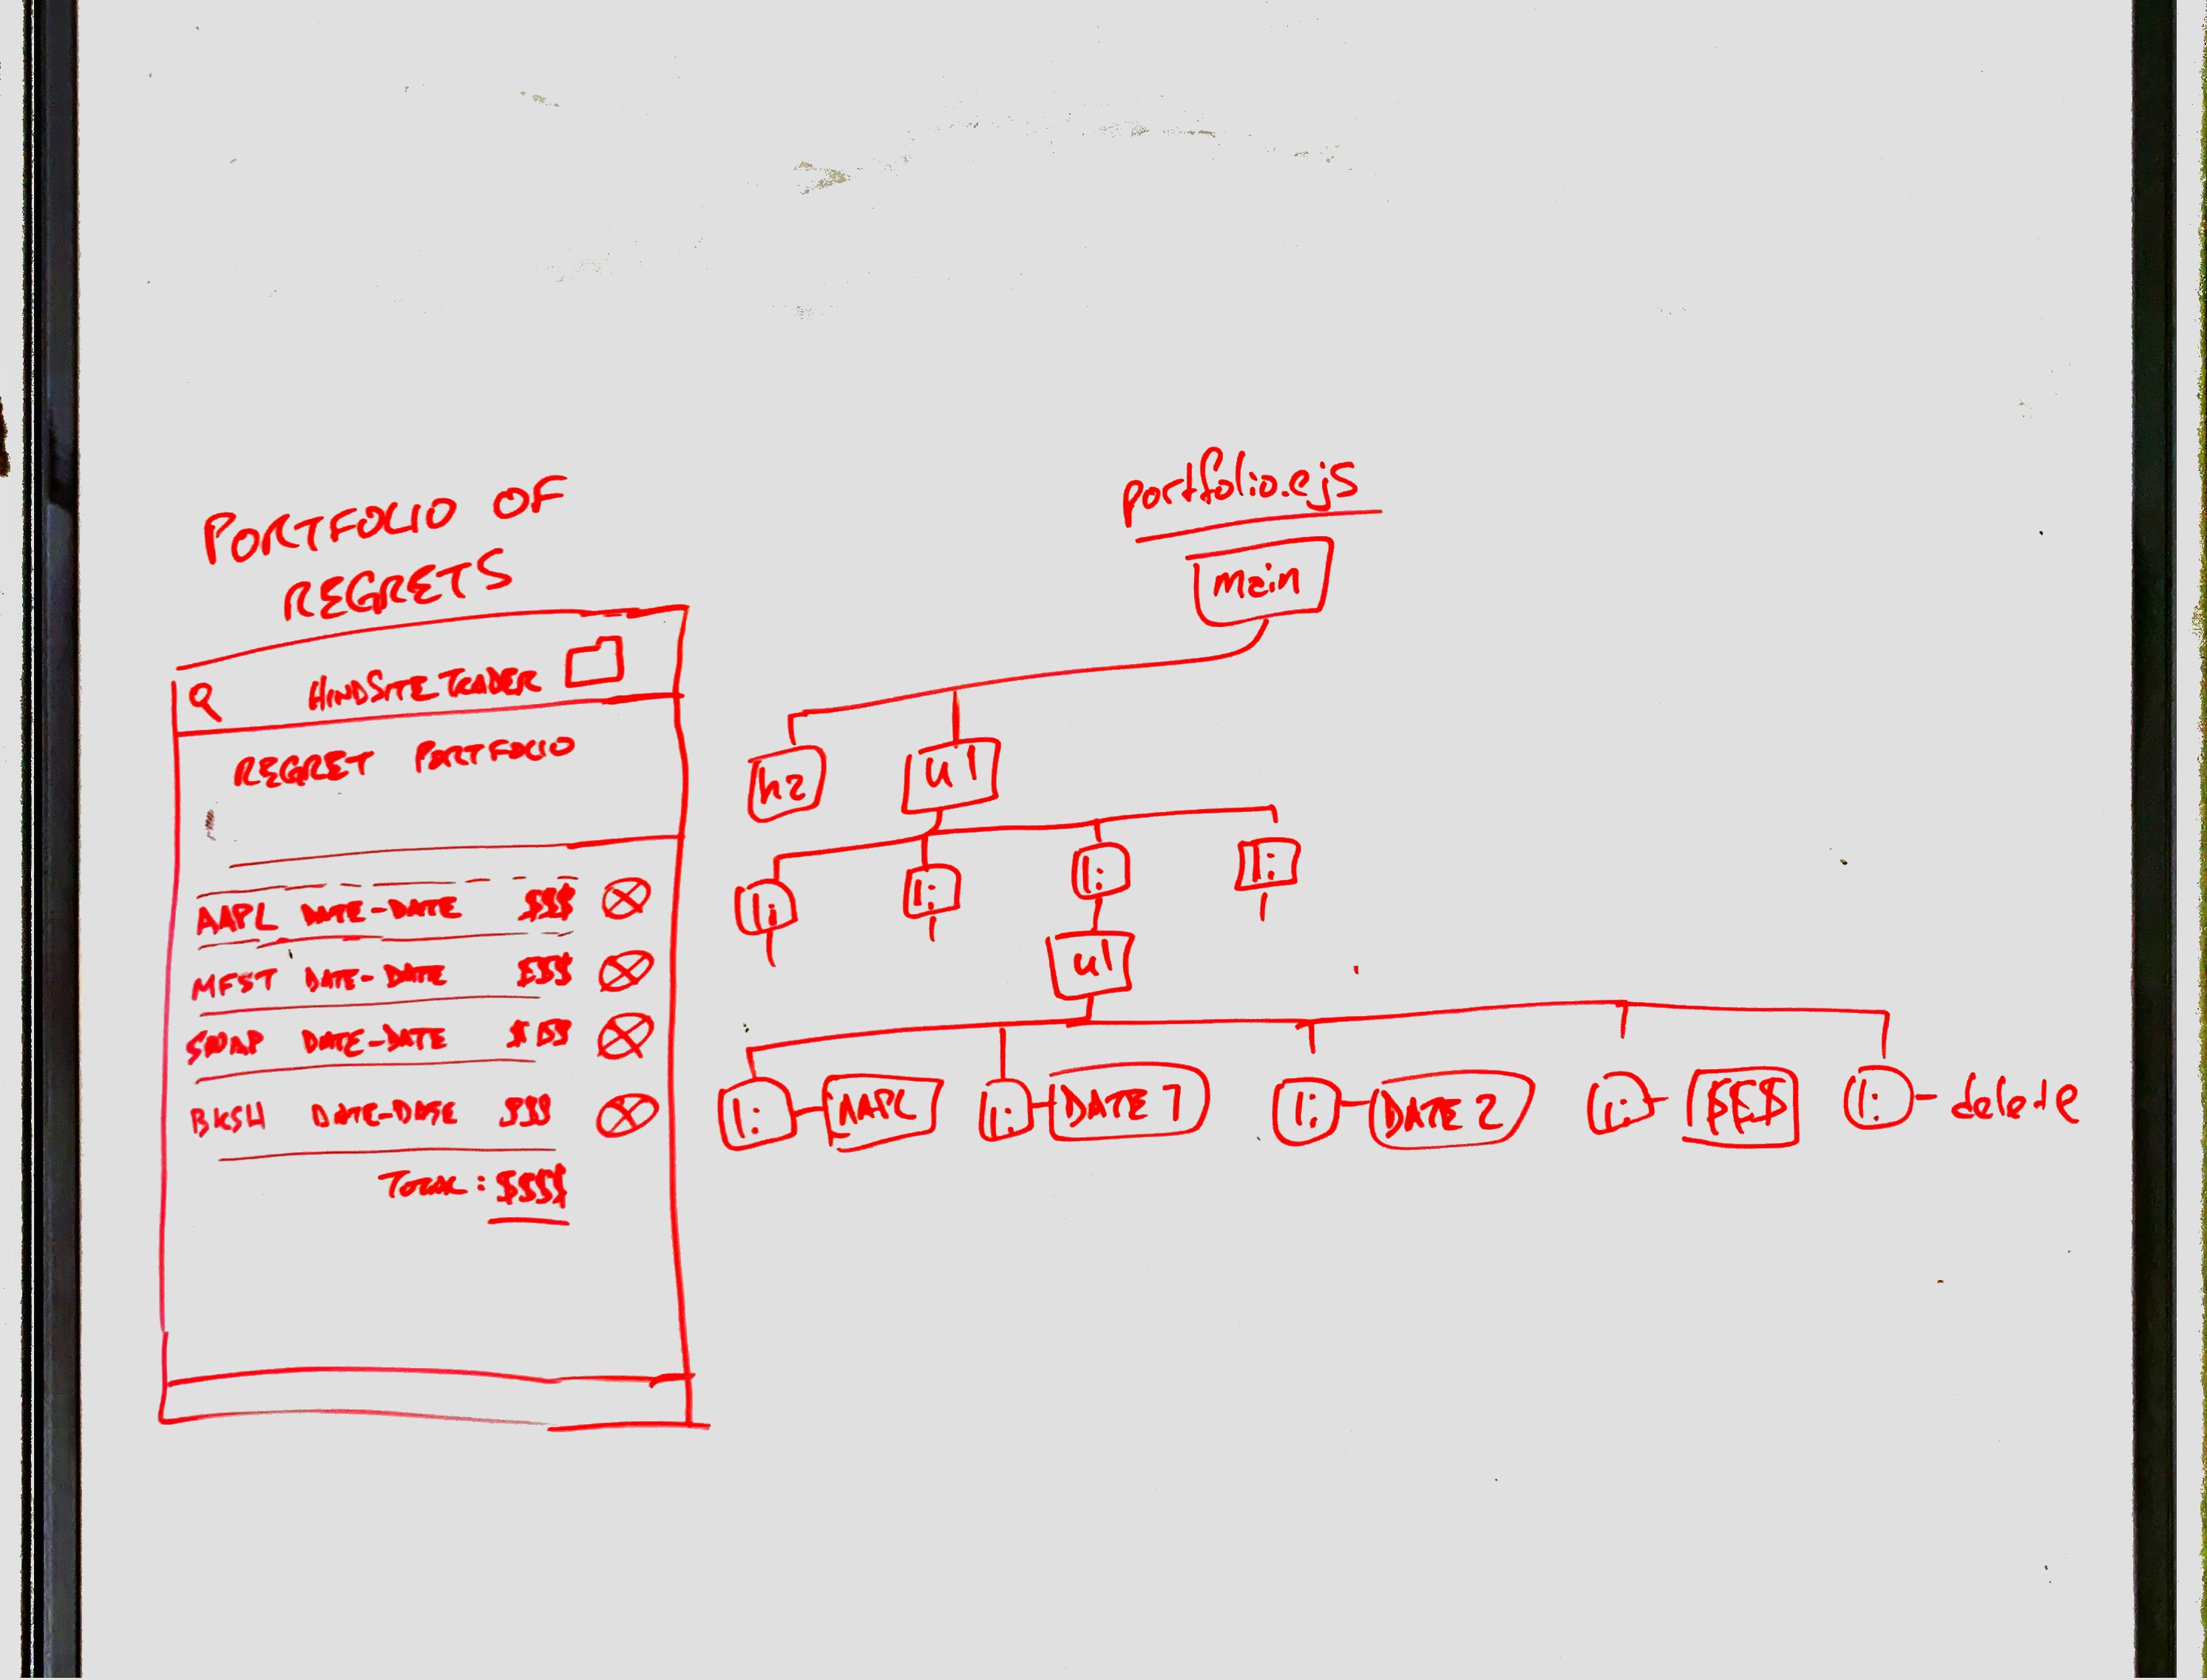 PORTFOLIO OF
REGRETS
HINDSITE TRADER
REGRET PORTFOLIO
AAPL DATE-DATE $$$
MFST DATE-DATE $$$
SNAP DATE-DATE $$$
BKSH DATE-DATE $$$
TOTAL: $$$$
portfolio.ejs
main
h2
ul
li
li
li
li
ul
li AAPL
li DATE 1
li DATE 2
li $$$
li delete